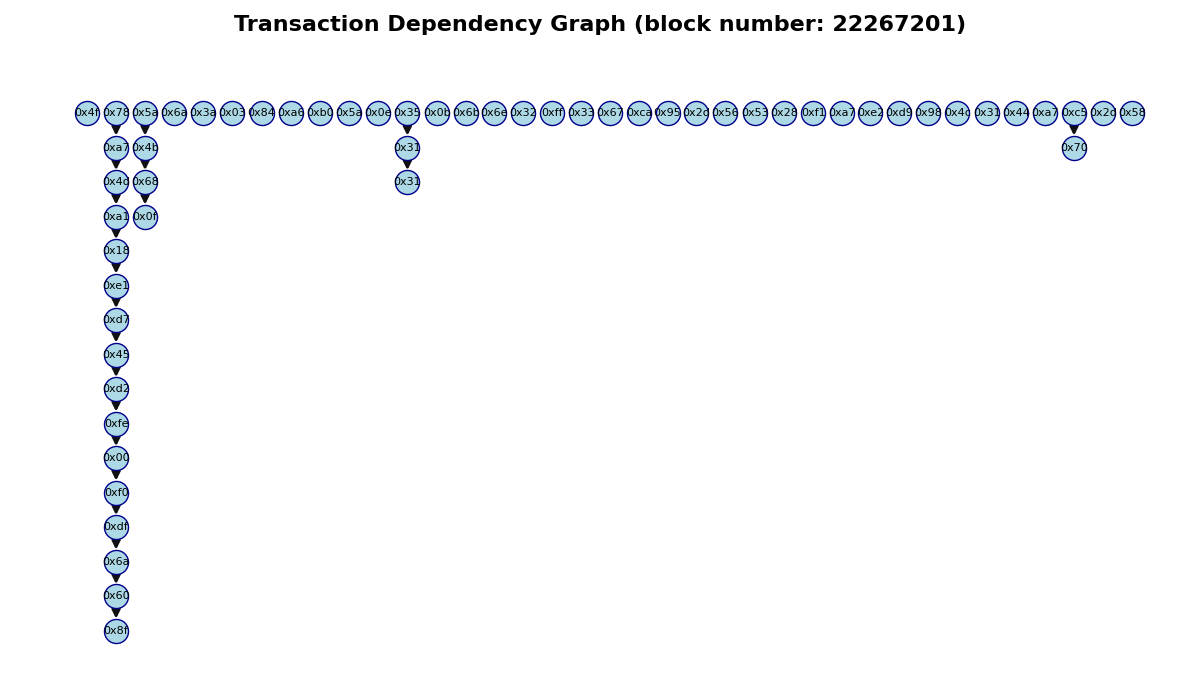 Transaction Dependency Graph (block number: 22267201)
0x4f 0x78 0x5a 0x6a 0x3a 0x03 0x84 0xa6 0xb0 0x5a 0x0e 0x35 0x0b 0x6b 0x6e 0x32 0xff 0x33 0x67 0xca 0x95 0x2d 0x56 0x53 0x28 0xf1 0xa7 0xe2 0xd9 0x98 0x4c 0x31 0x44 0xa7 0xc5 0x2c 0x58
0xa7 0x4b 0x31 0x70
0x4d 0x68 0x31
0xa1 0x0f
0x18
0xe1
0xd7
0x45
0xd2
0xfe
0x00
0xf0
0xdf
0x6a
0x60
0x8f